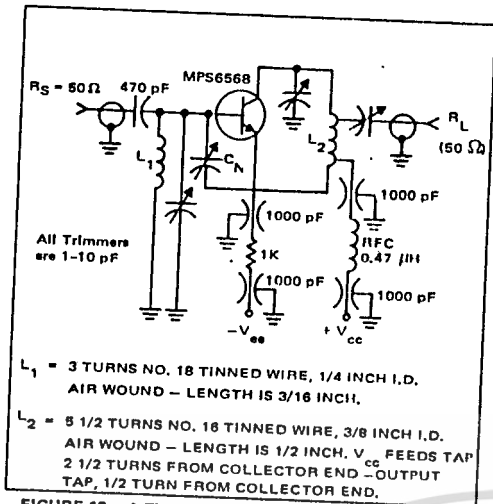 MPS6568
RS = 50Ω
470 pF
L1
CN
L2
RL
(50 Ω)
1000 pF
1000 pF
All Trimmers
are 1-10 pF
RFC
0.47 μH
1K
1000 pF
1000 pF
-Vee
+Vcc
L1 = 3 TURNS NO. 18 TINNED WIRE, 1/4 INCH I.D.
AIR WOUND – LENGTH IS 3/16 INCH.
L2 = 5 1/2 TURNS NO. 16 TINNED WIRE, 3/8 INCH I.D.
AIR WOUND – LENGTH IS 1/2 INCH. Vcc FEEDS TAP
2 1/2 TURNS FROM COLLECTOR END – OUTPUT
TAP, 1/2 TURN FROM COLLECTOR END.